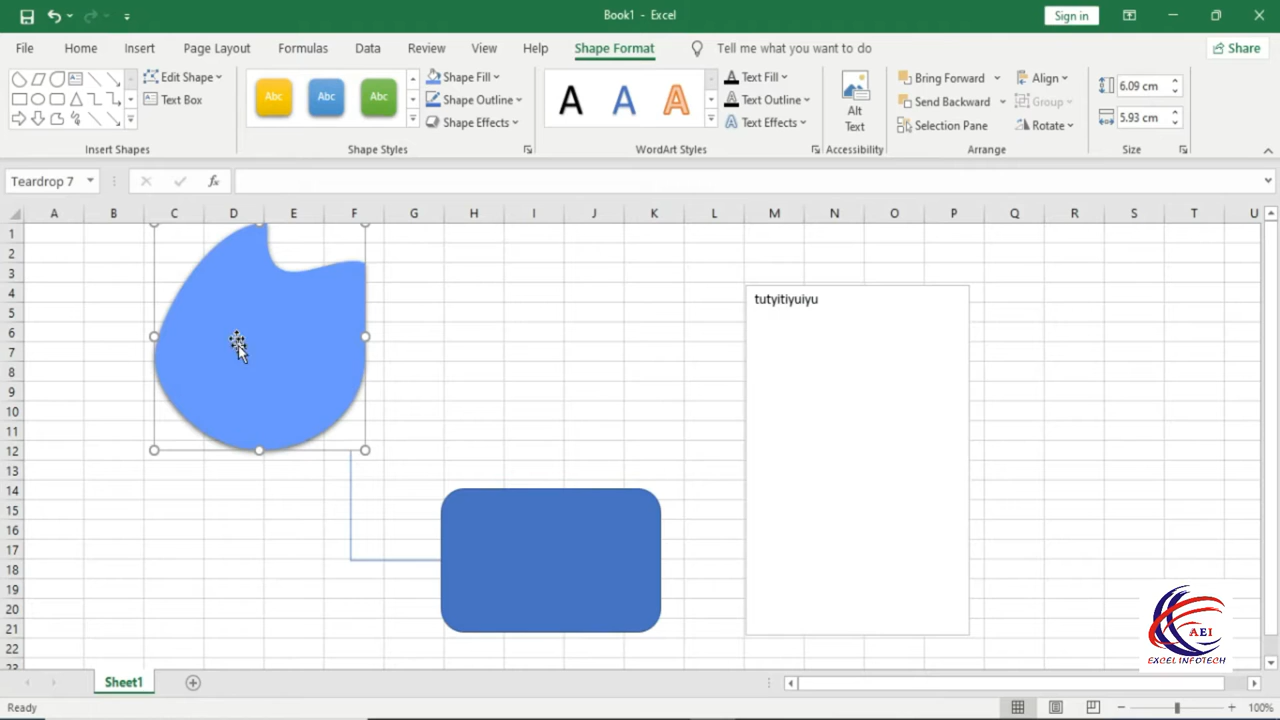 Book1 - Excel
Sign in
File Home Insert Page Layout Formulas Data Review View Help Shape Format Tell me what you want to do Share
Edit Shape
Text Box
Insert Shapes
Abc Abc Abc
Shape Fill
Shape Outline
Shape Effects
Shape Styles
A A A
Text Fill
Text Outline
Text Effects
WordArt Styles
Alt
Text
Accessibility
Bring Forward
Send Backward
Selection Pane
Align
Group
Rotate
Arrange
6.09 cm
5.93 cm
Size
Teardrop 7
fx
A B C D E F G H I J K L M N O P Q R S T U
1
2
3
4
5
6
7
8
9
10
11
12
13
14
15
16
17
18
19
20
21
22
23
tutyitiyuiyu
AEI
EXCEL INFOTECH
Sheet1
Ready
100%